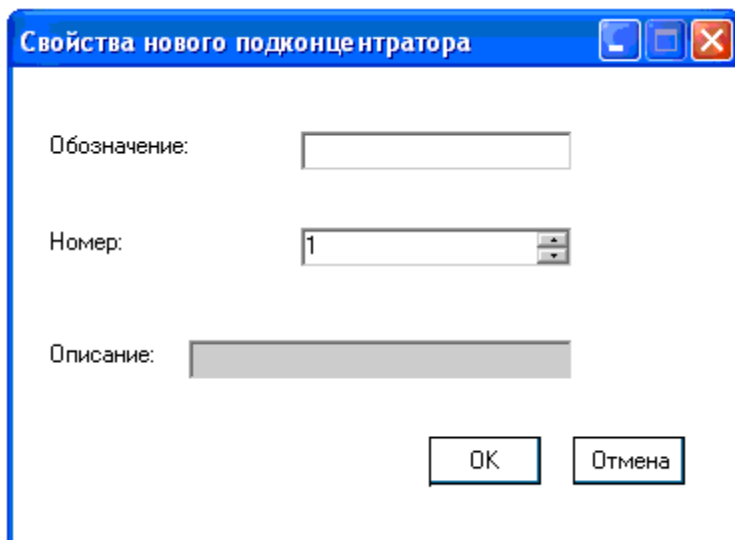 Свойства нового подконцентратора
Обозначение:
Номер: 1
Описание:
OK Отмена